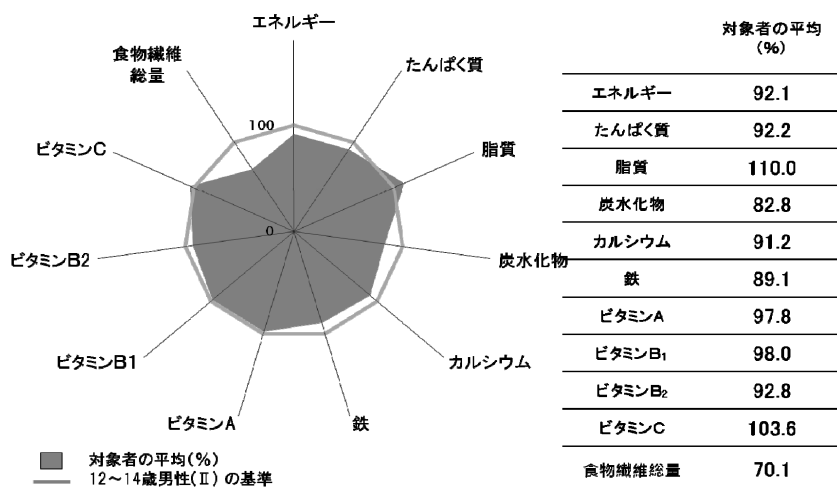 エネルギー
食物繊維
総量
たんぱく質
100
ビタミンC
脂質
0
ビタミンB2
炭水化物
ビタミンB1
カルシウム
ビタミンA
鉄
対象者の平均(%)
12～14歳男性(Ⅱ)の基準
対象者の平均
(%)
エネルギー 92.1
たんぱく質 92.2
脂質 110.0
炭水化物 82.8
カルシウム 91.2
鉄 89.1
ビタミンA 97.8
ビタミンB₁ 98.0
ビタミンB₂ 92.8
ビタミンC 103.6
食物繊維総量 70.1